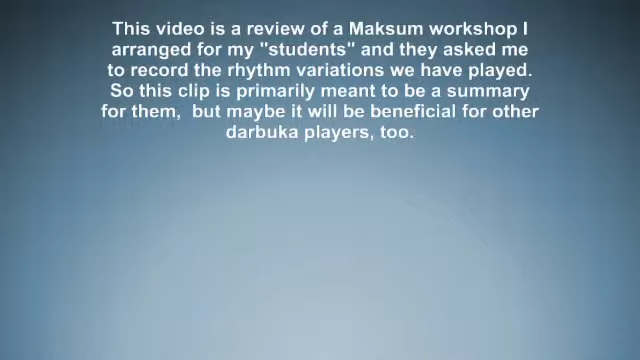 This video is a review of a Maksum workshop I
arranged for my "students" and they asked me
to record the rhythm variations we have played.
So this clip is primarily meant to be a summary
for them,  but maybe it will be beneficial for other
darbuka players, too.